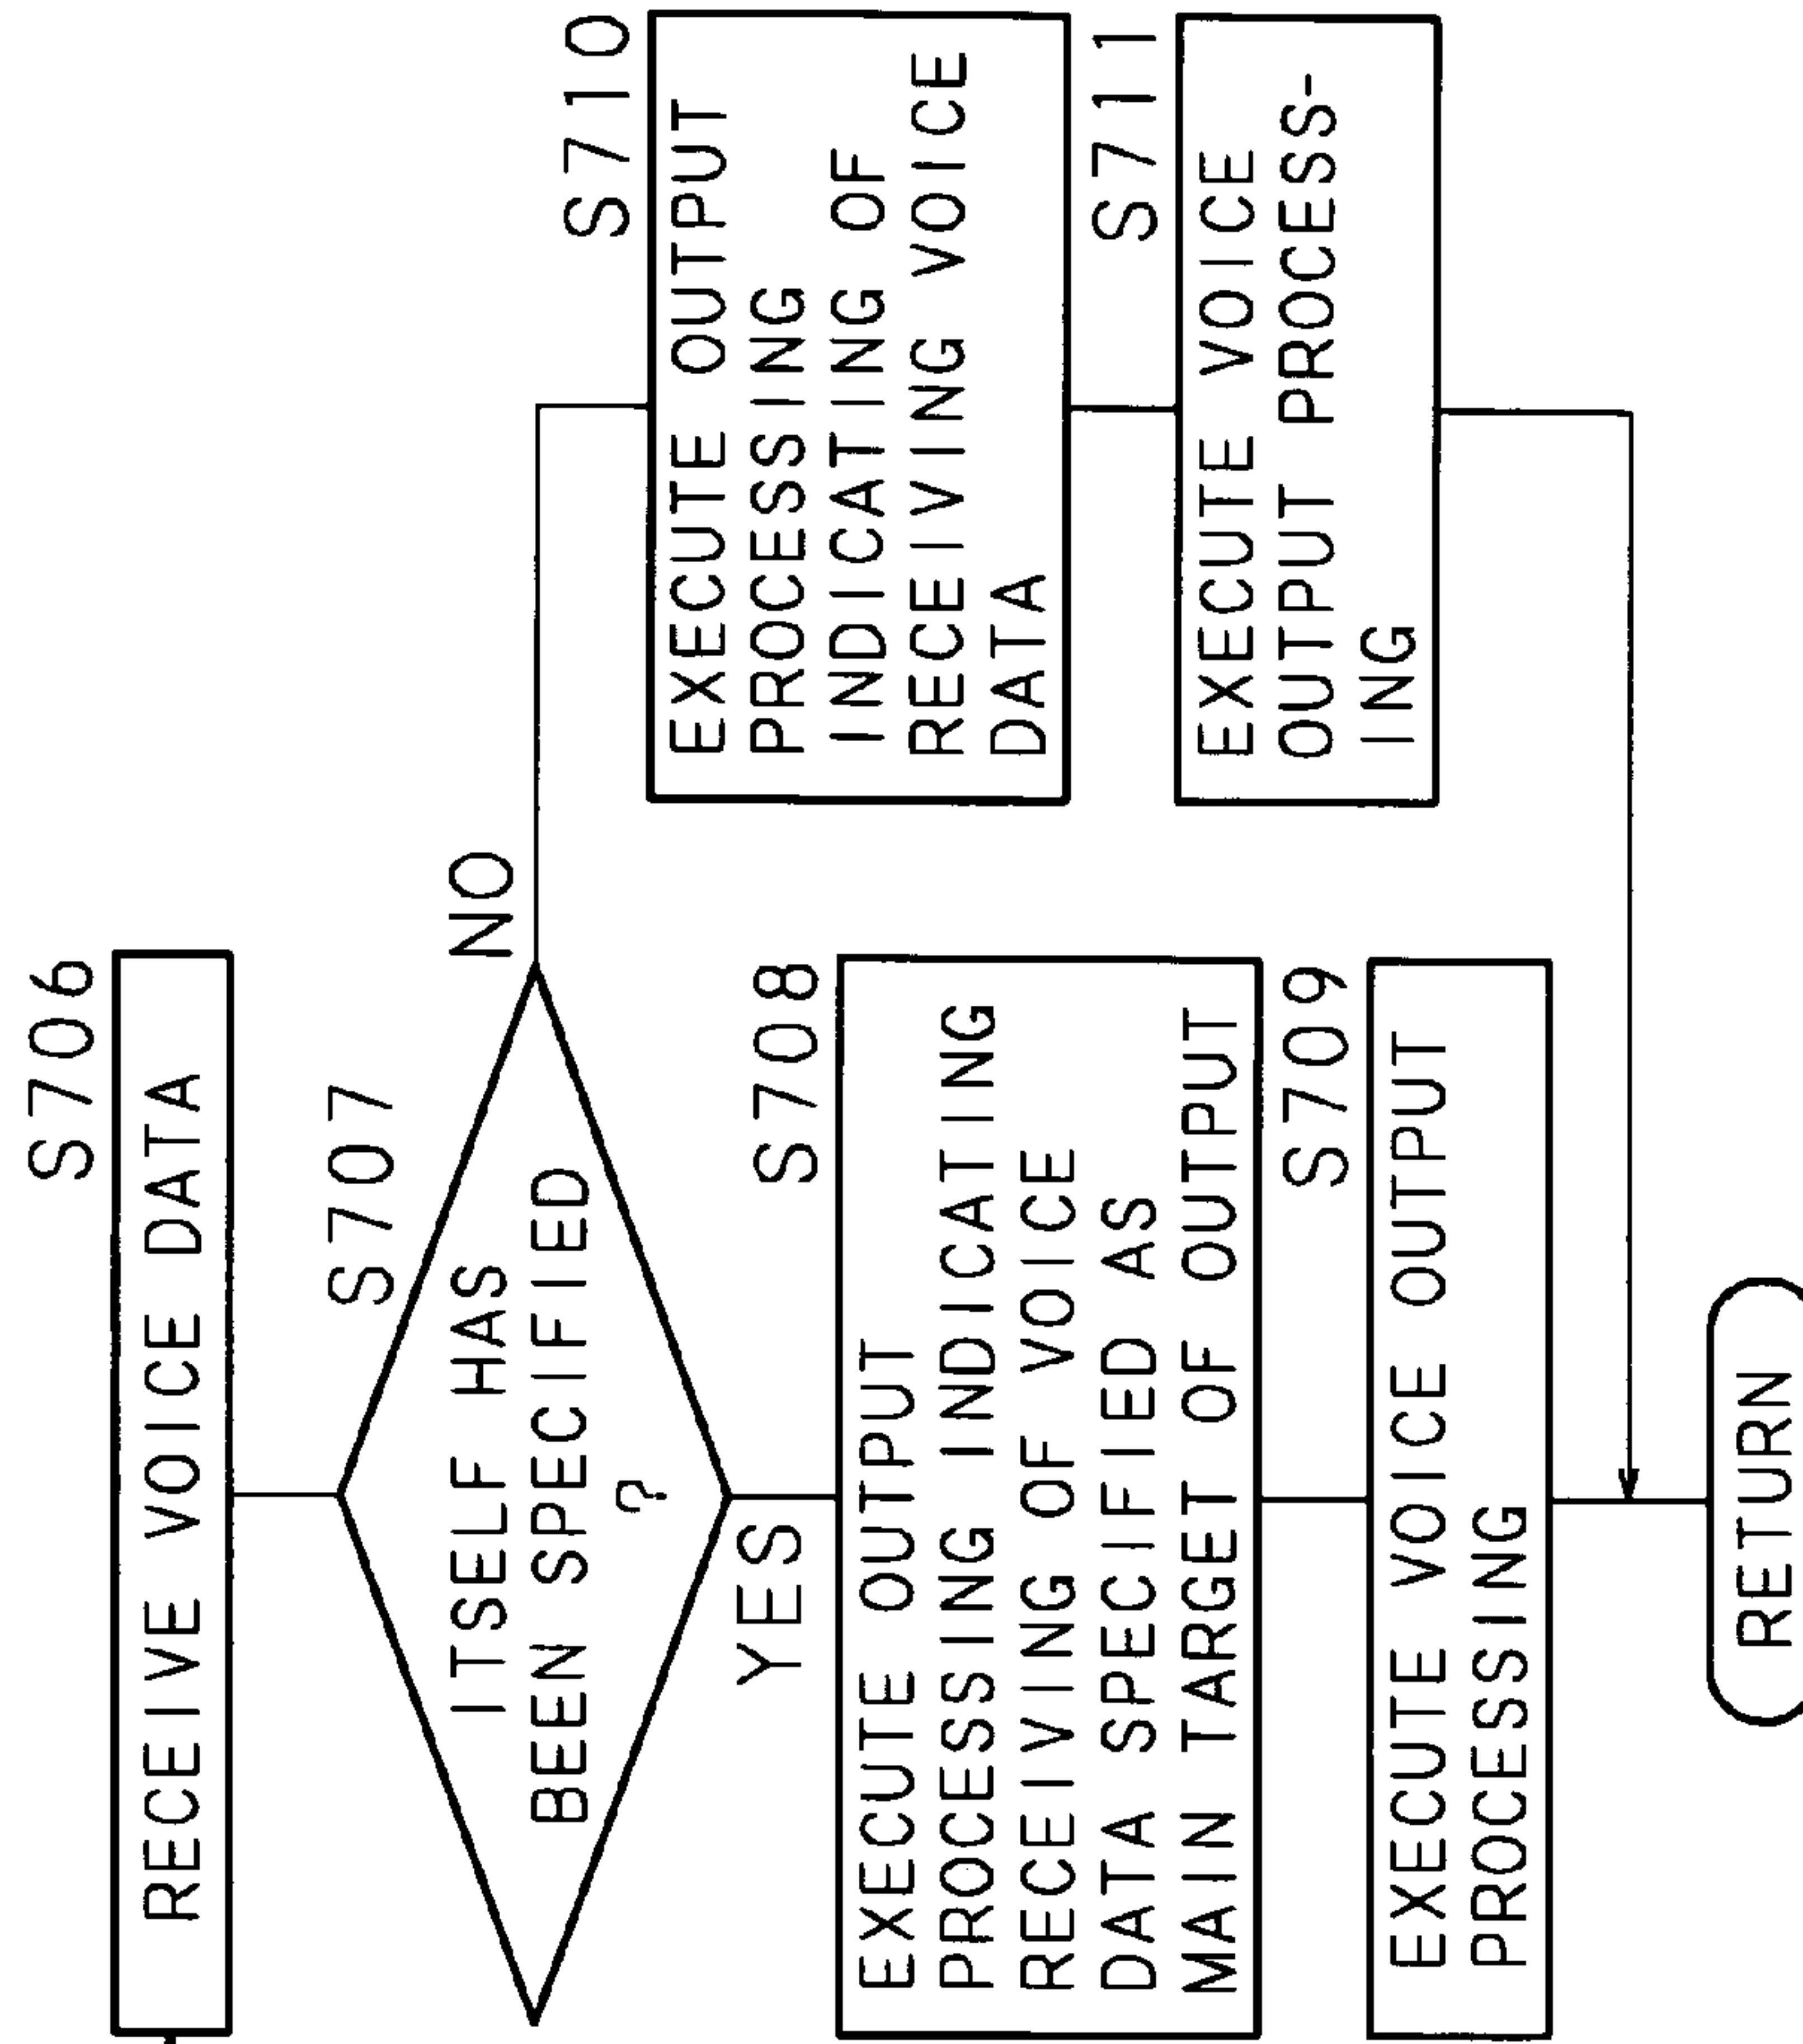 S706
RECEIVE VOICE DATA
S707
ITSELF HAS
BEEN SPECIFIED
?
NO
YES
S708
EXECUTE OUTPUT
PROCESSING INDICATING
RECEIVING OF VOICE
DATA SPECIFIED AS
MAIN TARGET OF OUTPUT
S709
EXECUTE VOICE OUTPUT
PROCESSING
S710
EXECUTE OUTPUT
PROCESSING
INDICATING OF
RECEIVING VOICE
DATA
S711
EXECUTE VOICE
OUTPUT PROCESS-
ING
RETURN